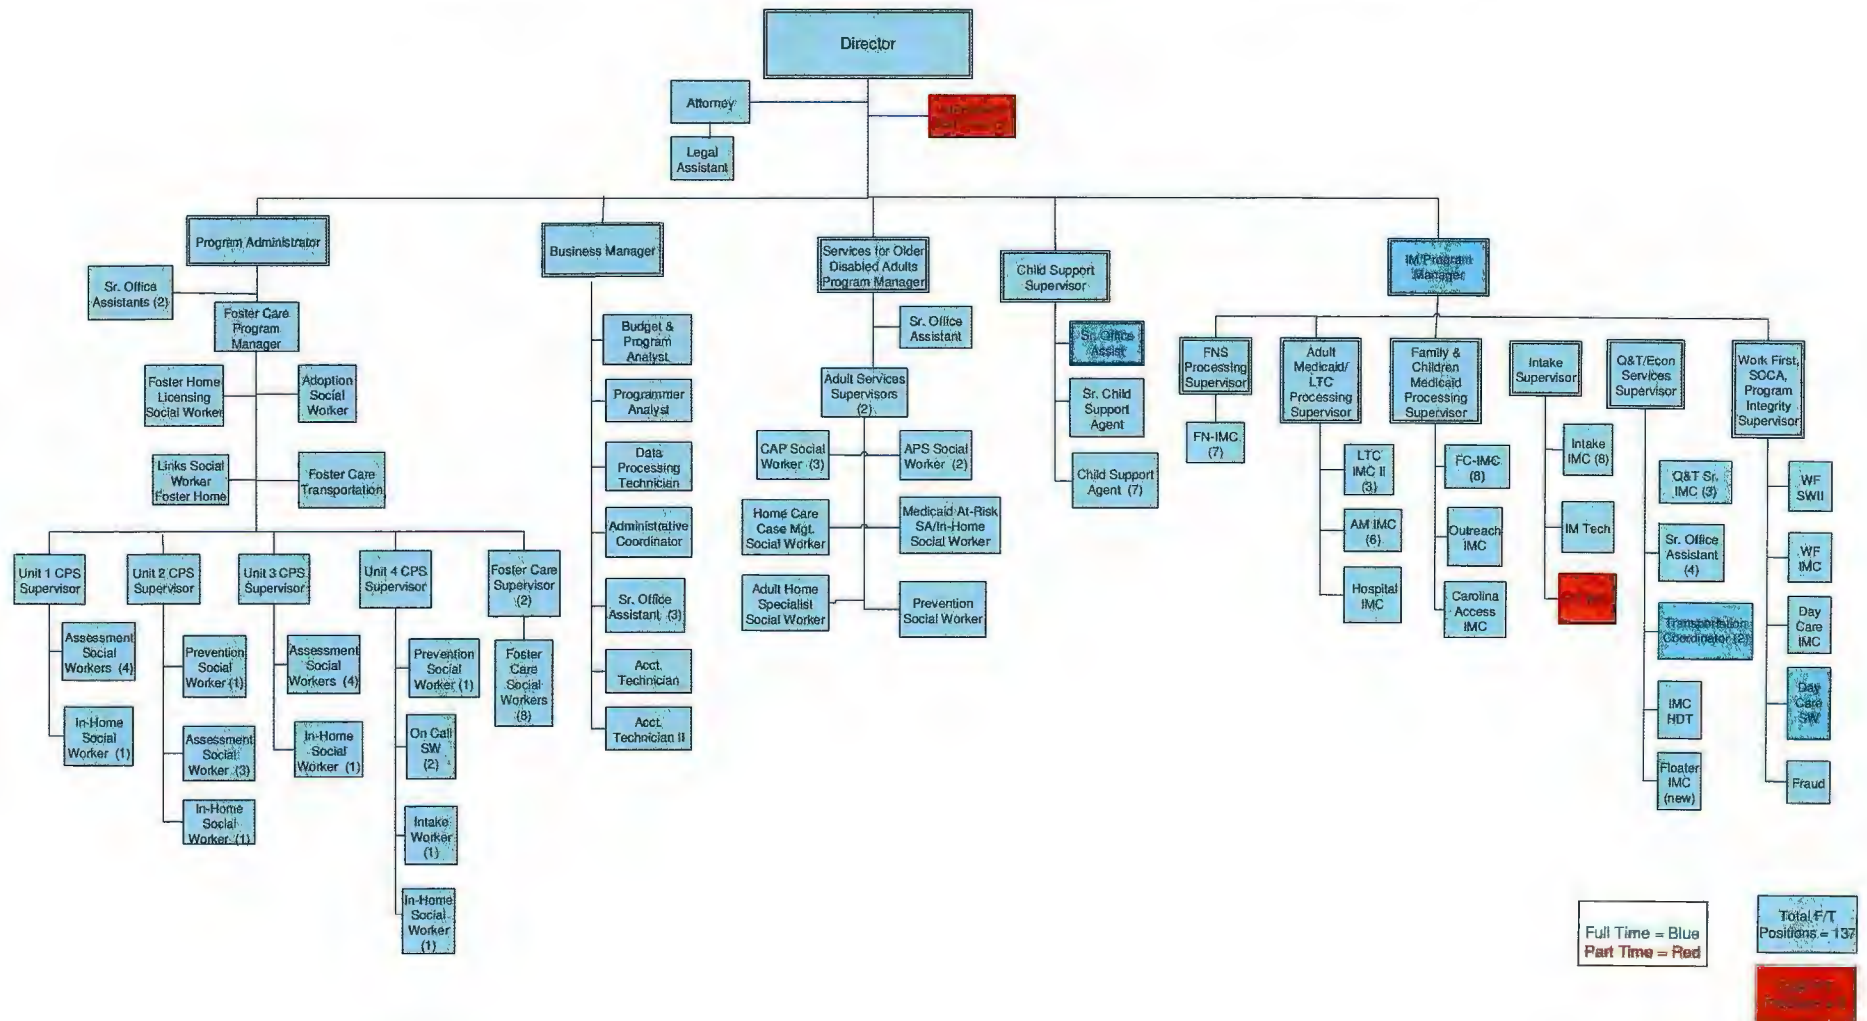 Director
Attorney
Legal
Assistant
Program Administrator
Business Manager
Services for Older
Disabled Adults
Program Manager
Child Support
Supervisor
IM Program
Manager
Sr. Office
Assistants (2)
Foster Care
Program
Manager
Foster Home
Licensing
Social Worker
Adoption
Social
Worker
Links Social
Worker
Foster Home
Foster Care
Transportation
Unit 1 CPS
Supervisor
Unit 2 CPS
Supervisor
Unit 3 CPS
Supervisor
Unit 4 CPS
Supervisor
Foster Care
Supervisor
(2)
Assessment
Social
Workers (4)
In-Home
Social
Worker (1)
Prevention
Social
Worker (1)
Assessment
Social
Worker (3)
In-Home
Social
Worker (1)
Assessment
Social
Workers (4)
In-Home
Social
Worker (1)
Prevention
Social
Worker (1)
On Call
SW
(2)
Intake
Worker
(1)
In-Home
Social
Worker
(1)
Foster
Care
Social
Workers
(8)
Budget &
Program
Analyst
Programmer
Analyst
Data
Processing
Technician
Administrative
Coordinator
Sr. Office
Assistant (3)
Acct.
Technician
Acct.
Technician II
Sr. Office
Assistant
Adult Services
Supervisors
(2)
CAP Social
Worker (3)
APS Social
Worker (2)
Home Care
Case Mgt.
Social Worker
Medicaid At-Risk
SA/In-Home
Social Worker
Adult Home
Specialist
Social Worker
Prevention
Social Worker
Sr. Office
Assist
Sr. Child
Support
Agent
Child Support
Agent (7)
FNS
Processing
Supervisor
FN-IMC
(7)
Adult
Medicaid/
LTC
Processing
Supervisor
LTC
IMC II
(3)
AM IMC
(6)
Hospital
IMC
Family &
Children
Medicaid
Processing
Supervisor
FC-IMC
(8)
Outreach
IMC
Carolina
Access
IMC
Intake
Supervisor
Intake
IMC (8)
IM Tech
Q&T/Econ
Services
Supervisor
Q&T Sr.
IMC (3)
Sr. Office
Assistant
(4)
Transportation
Coordinator (2)
IMC
HDT
Floater
IMC
(new)
Work First,
SCCA,
Program
Integrity
Supervisor
WF
SWII
WF
IMC
Day
Care
IMC
Day
Care
SW
Fraud
Full Time = Blue
Part Time = Red
Total F/T
Positions = 137